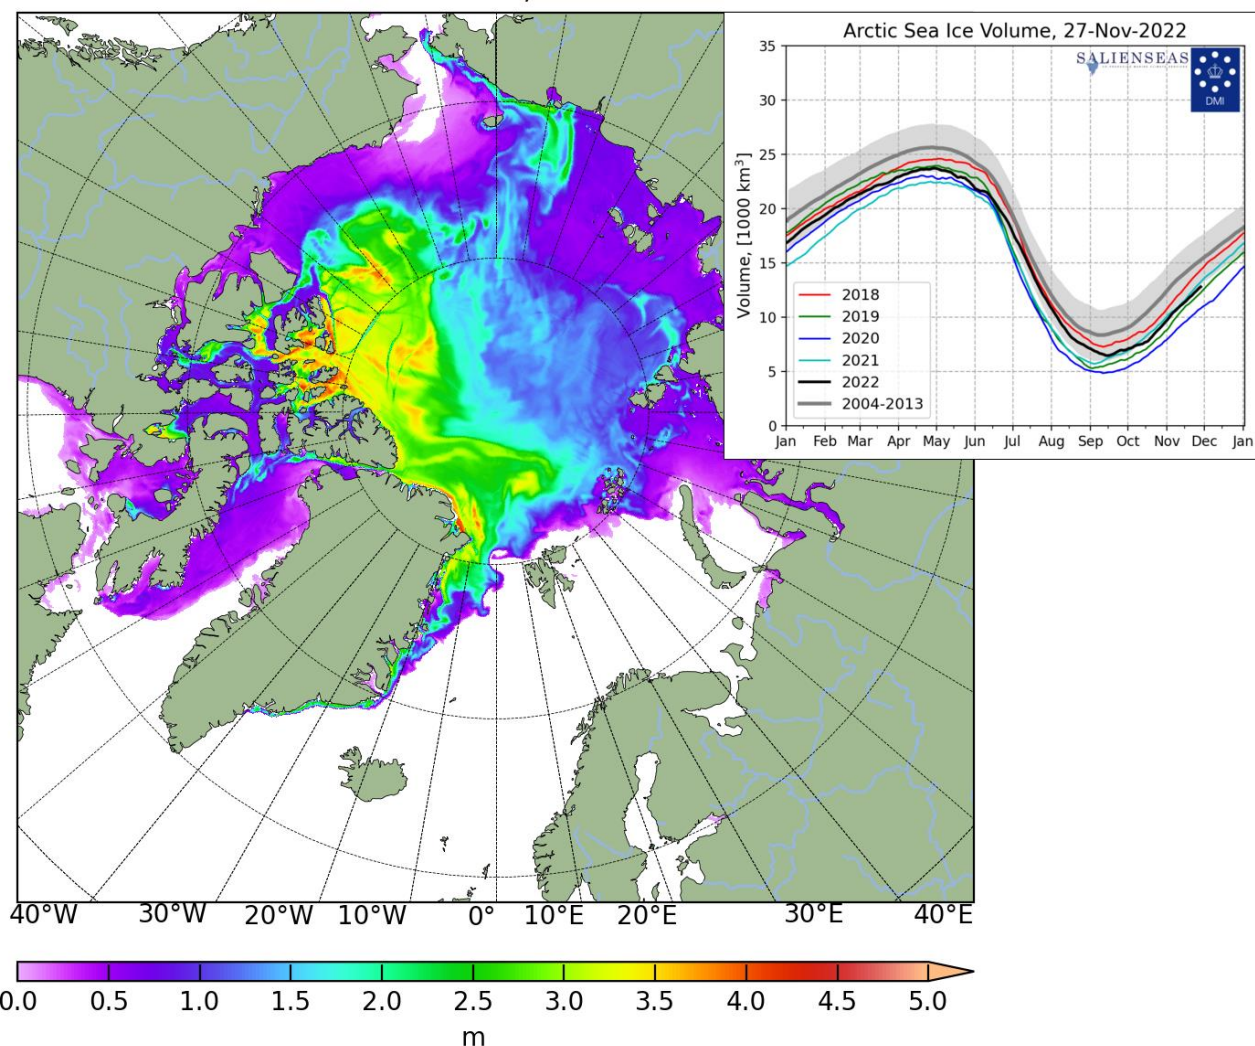 Arctic Sea Ice Volume, 27-Nov-2022
35
30
25
20
15
10
5
0
Volume, [1000 km³]
SALIENSEAS
DMI
2018
2019
2020
2021
2022
2004-2013
Jan Feb Mar Apr May Jun Jul Aug Sep Oct Nov Dec Jan
40°W 30°W 20°W 10°W 0° 10°E 20°E 30°E 40°E
0.0 0.5 1.0 1.5 2.0 2.5 3.0 3.5 4.0 4.5 5.0
m